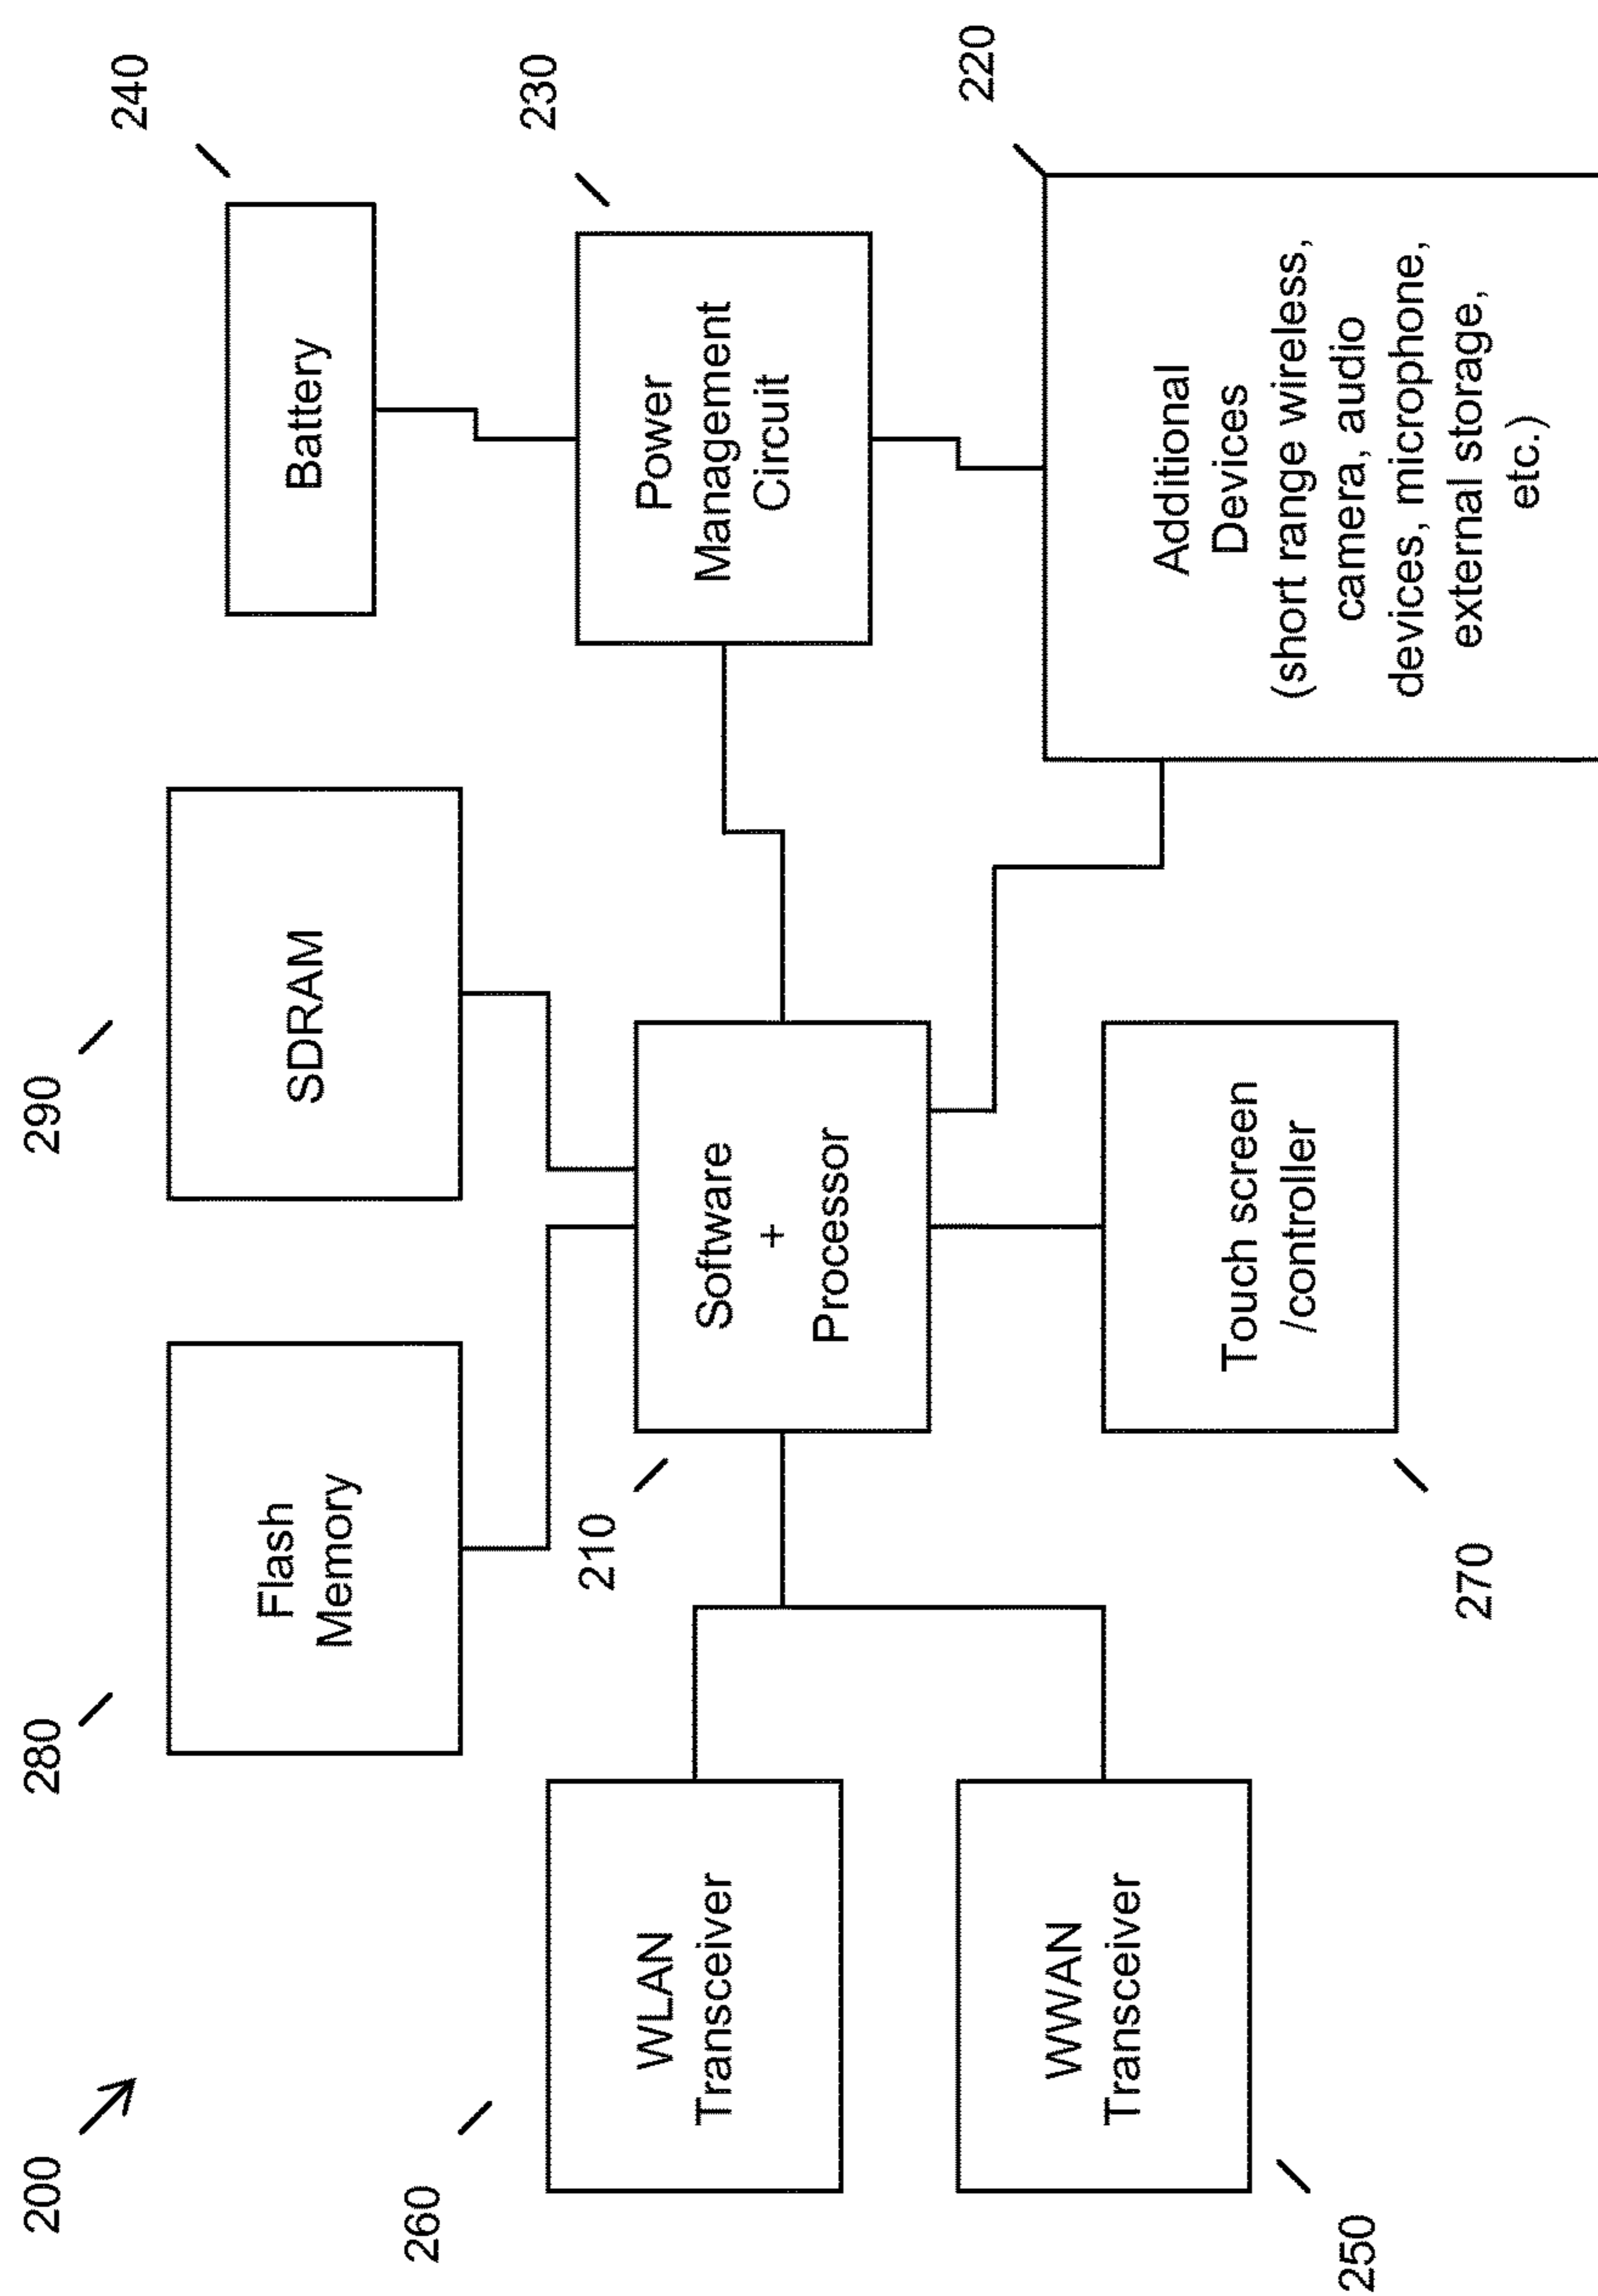 200
280
Flash
Memory
290
SDRAM
240
Battery
260
WLAN
Transceiver
210
Software
+
Processor
230
Power
Management
Circuit
250
WWAN
Transceiver
270
Touch screen
/controller
220
Additional
Devices
(short range wireless,
camera, audio
devices, microphone,
external storage,
etc.)